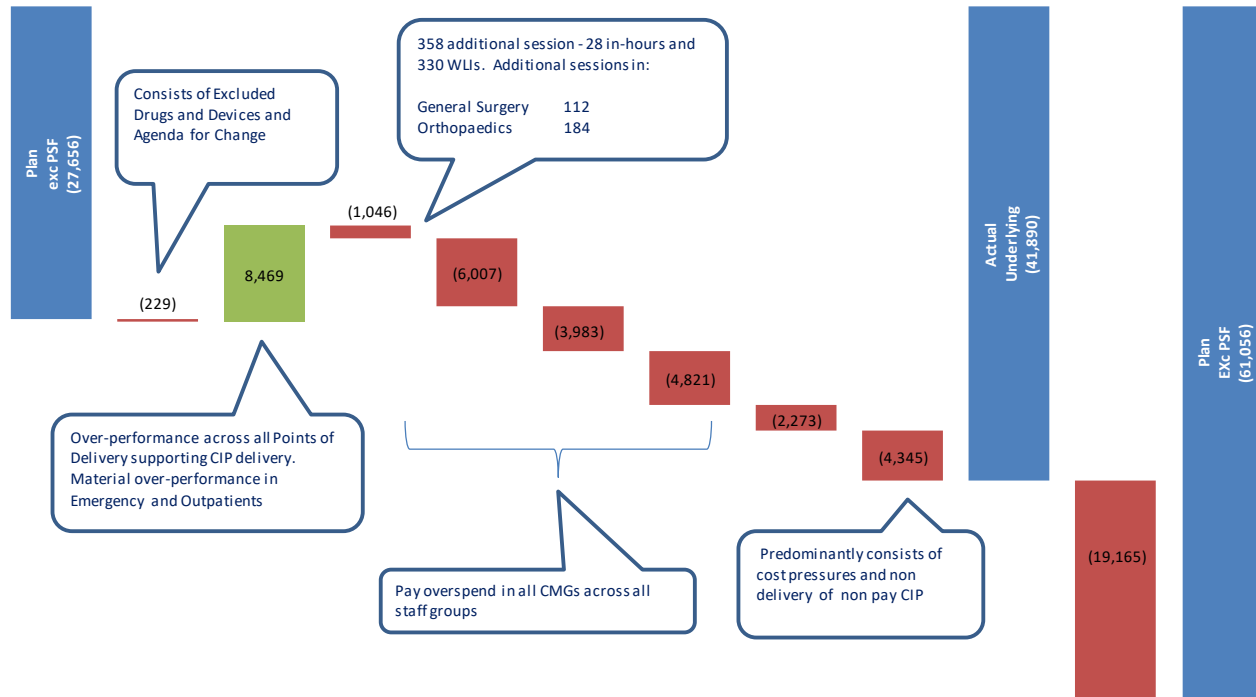 Plan
exc PSF
(27,656)
Consists of Excluded
Drugs and Devices and
Agenda for Change
358 additional session - 28 in-hours and
330 WLIs. Additional sessions in:
General Surgery 112
Orthopaedics 184
(229)
8,469
(1,046)
(6,007)
(3,983)
(4,821)
(2,273)
(4,345)
Actual
Underlying
(41,890)
(19,165)
Plan
EXc PSF
(61,056)
Over-performance across all Points of
Delivery supporting CIP delivery.
Material over-performance in
Emergency and Outpatients
Pay overspend in all CMGs across all
staff groups
Predominantly consists of
cost pressures and non
delivery of non pay CIP